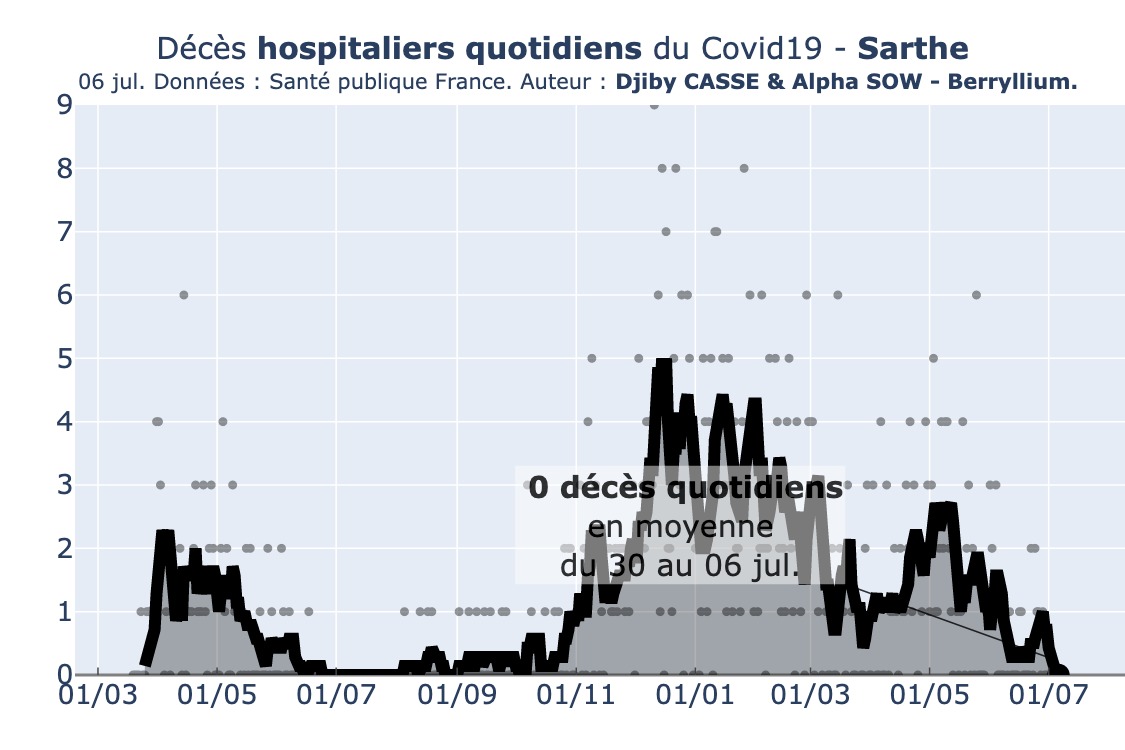 Décès hospitaliers quotidiens du Covid19 - Sarthe
06 jul. Données : Santé publique France. Auteur : Djiby CASSE & Alpha SOW - Berryllium.
9
8
7
6
5
4
3
2
1
0
0 décès quotidiens
en moyenne
du 30 au 06 jul.
01/03 01/05 01/07 01/09 01/11 01/01 01/03 01/05 01/07